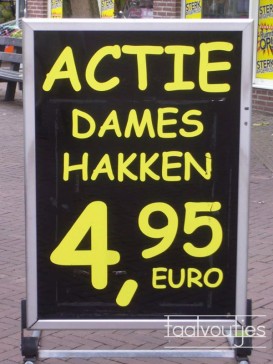 ACTIE
DAMES
HAKKEN
4,95
EURO
taalvoutjes